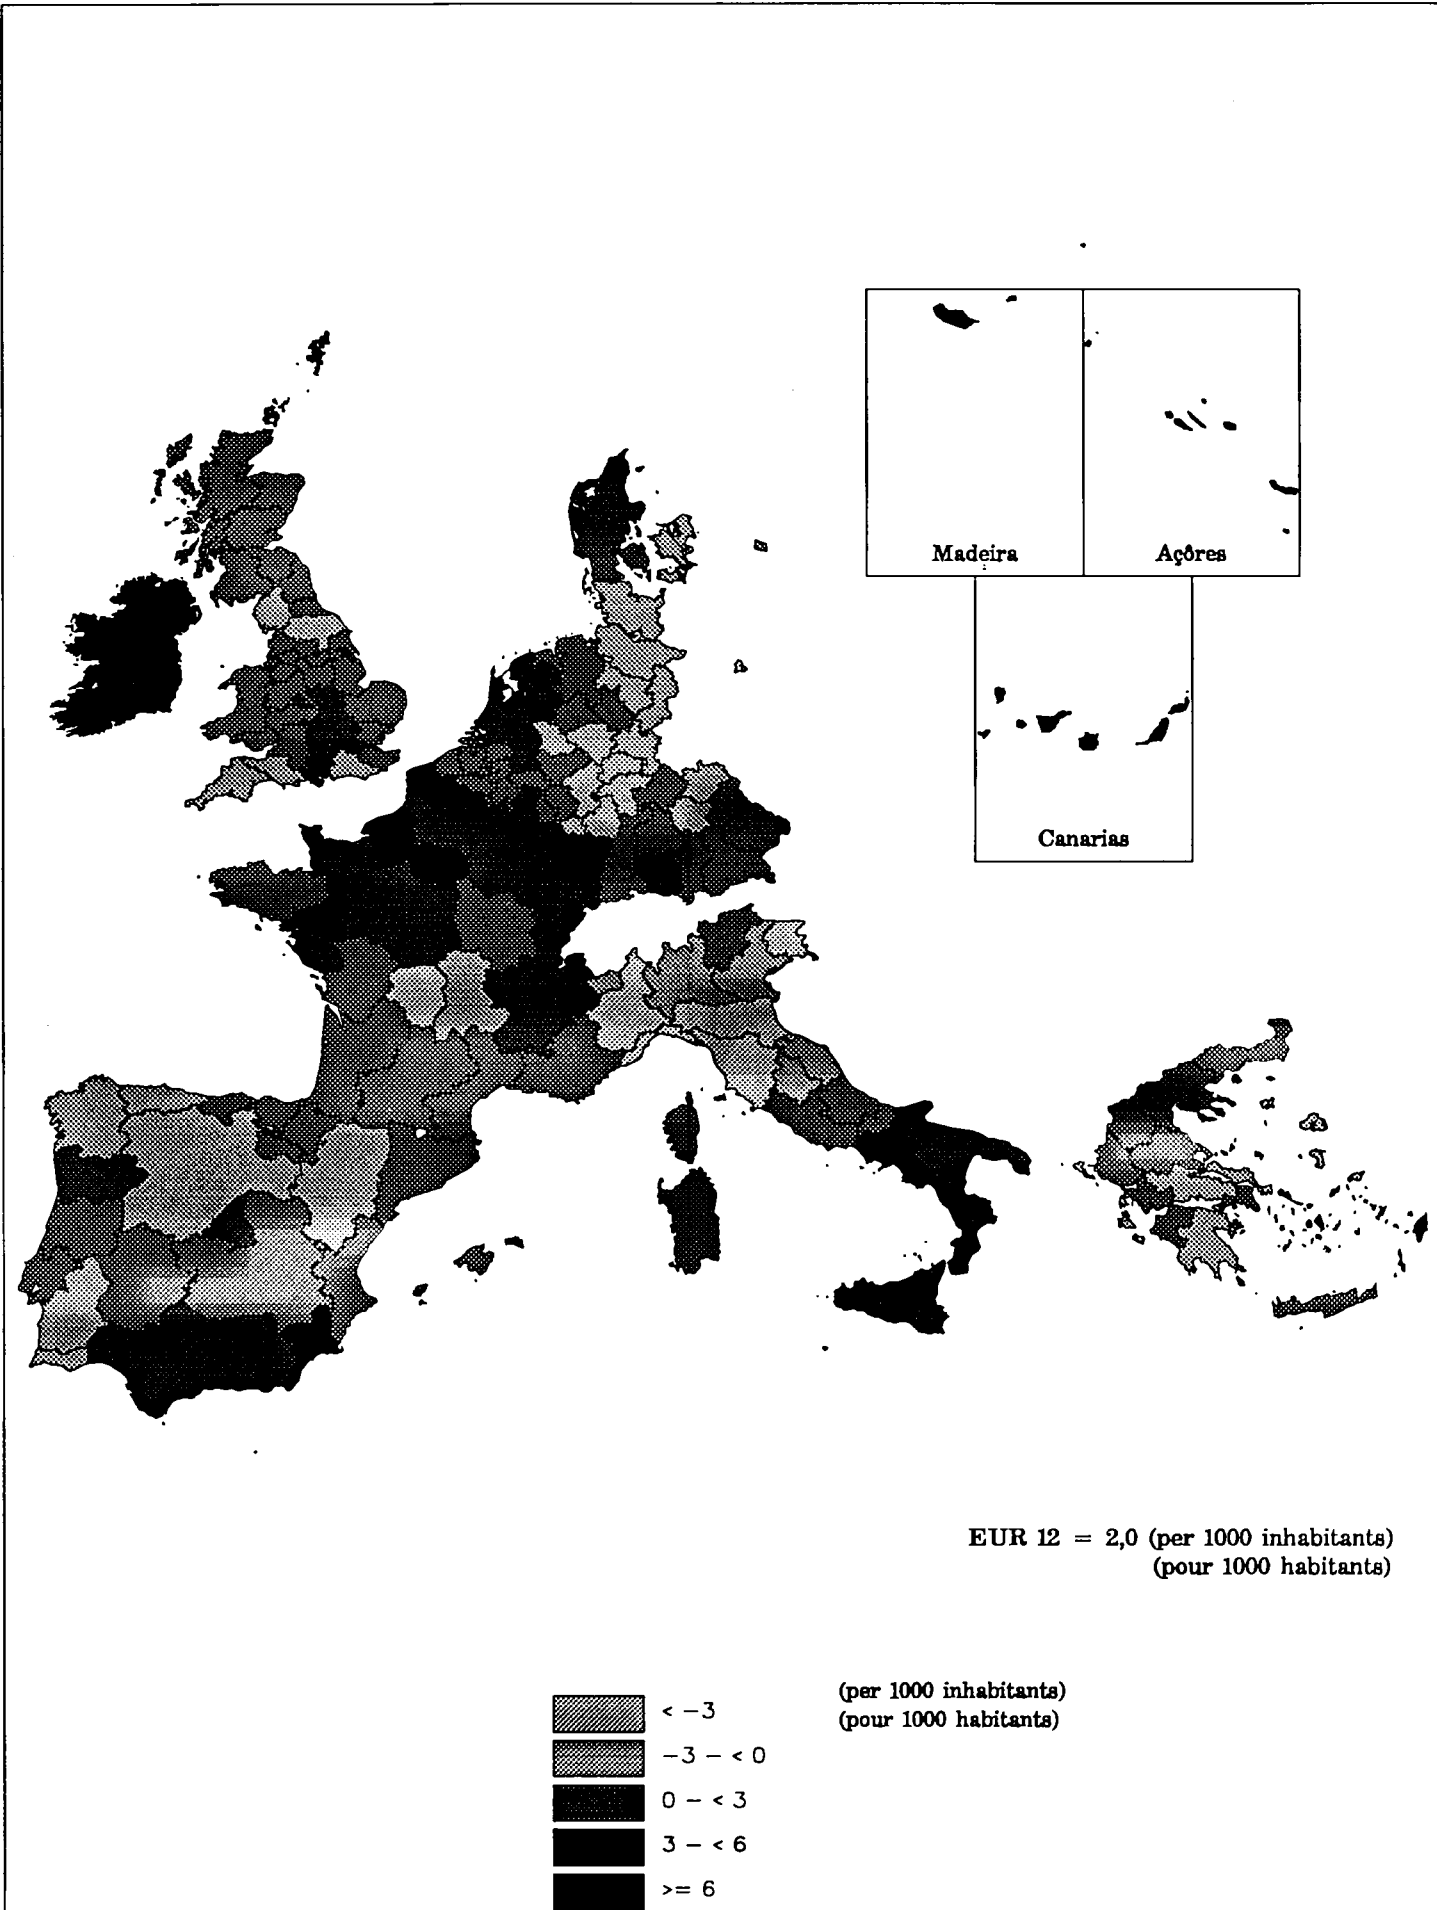 Madeira
Açôres
Canarias
EUR 12 = 2,0 (per 1000 inhabitants)
(pour 1000 habitants)
(per 1000 inhabitants)
(pour 1000 habitants)
< −3
−3 − < 0
0 − < 3
3 − < 6
>= 6